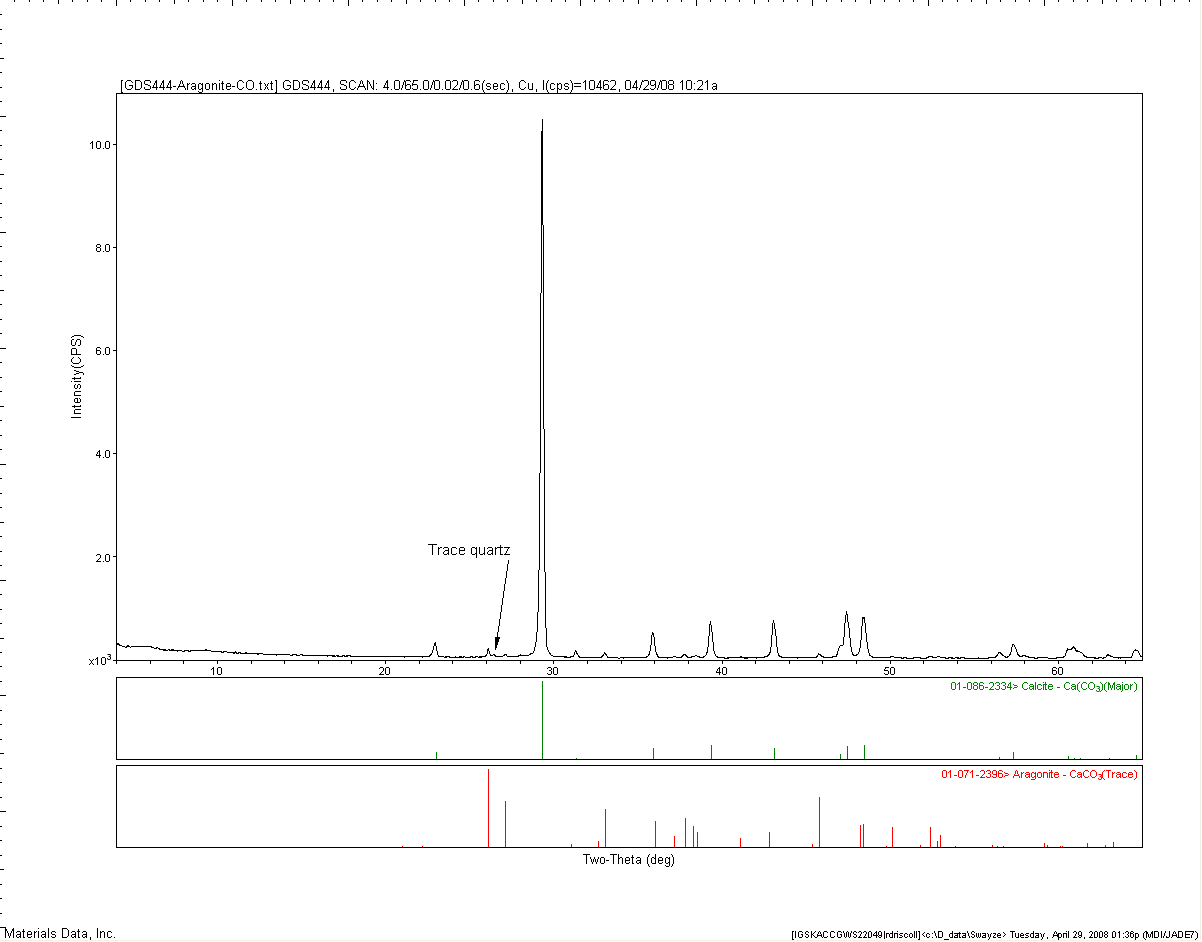 [GDS444-Aragonite-CO.txt] GDS444, SCAN: 4.0/65.0/0.02/0.6(sec), Cu, I(cps)=10462, 04/29/08 10:21a
10.0
8.0
6.0
Intensity(CPS)
4.0
2.0
Trace quartz
x10³
10 20 30 40 50 60
01-086-2334> Calcite - Ca(CO₃)(Major)
01-071-2396> Aragonite - CaCO₃(Trace)
Two-Theta (deg)
Materials Data, Inc.
[IGSKACCGWS22049|rdriscoll]<c:\D_data\Swayze> Tuesday, April 29, 2008 01:36p (MDI/JADE7)